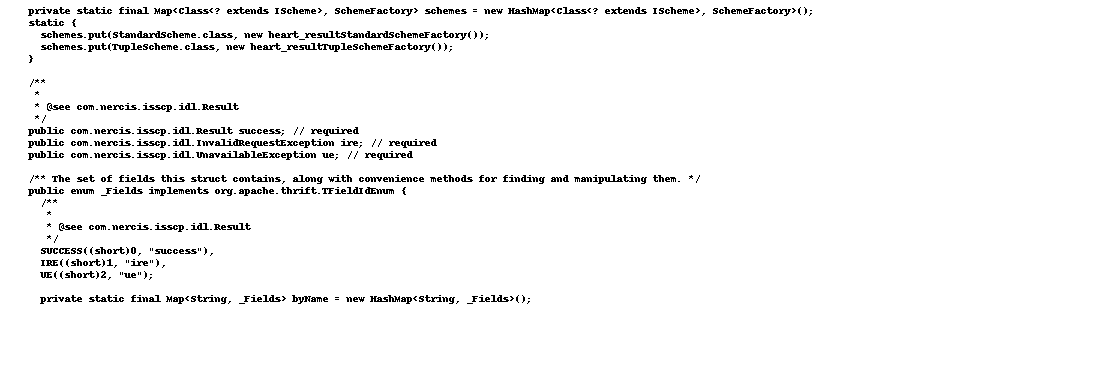 private static final Map<Class<? extends IScheme>, SchemeFactory> schemes = new HashMap<Class<? extends IScheme>, SchemeFactory>();
static {
schemes.put(StandardScheme.class, new heart_resultStandardSchemeFactory());
schemes.put(TupleScheme.class, new heart_resultTupleSchemeFactory());
}
/**
*
* @see com.nercis.isscp.idl.Result
*/
public com.nercis.isscp.idl.Result success; // required
public com.nercis.isscp.idl.InvalidRequestException ire; // required
public com.nercis.isscp.idl.UnavailableException ue; // required
/** The set of fields this struct contains, along with convenience methods for finding and manipulating them. */
public enum _Fields implements org.apache.thrift.TFieldIdEnum {
/**
*
* @see com.nercis.isscp.idl.Result
*/
SUCCESS((short)0, "success"),
IRE((short)1, "ire"),
UE((short)2, "ue");
private static final Map<String, _Fields> byName = new HashMap<String, _Fields>();